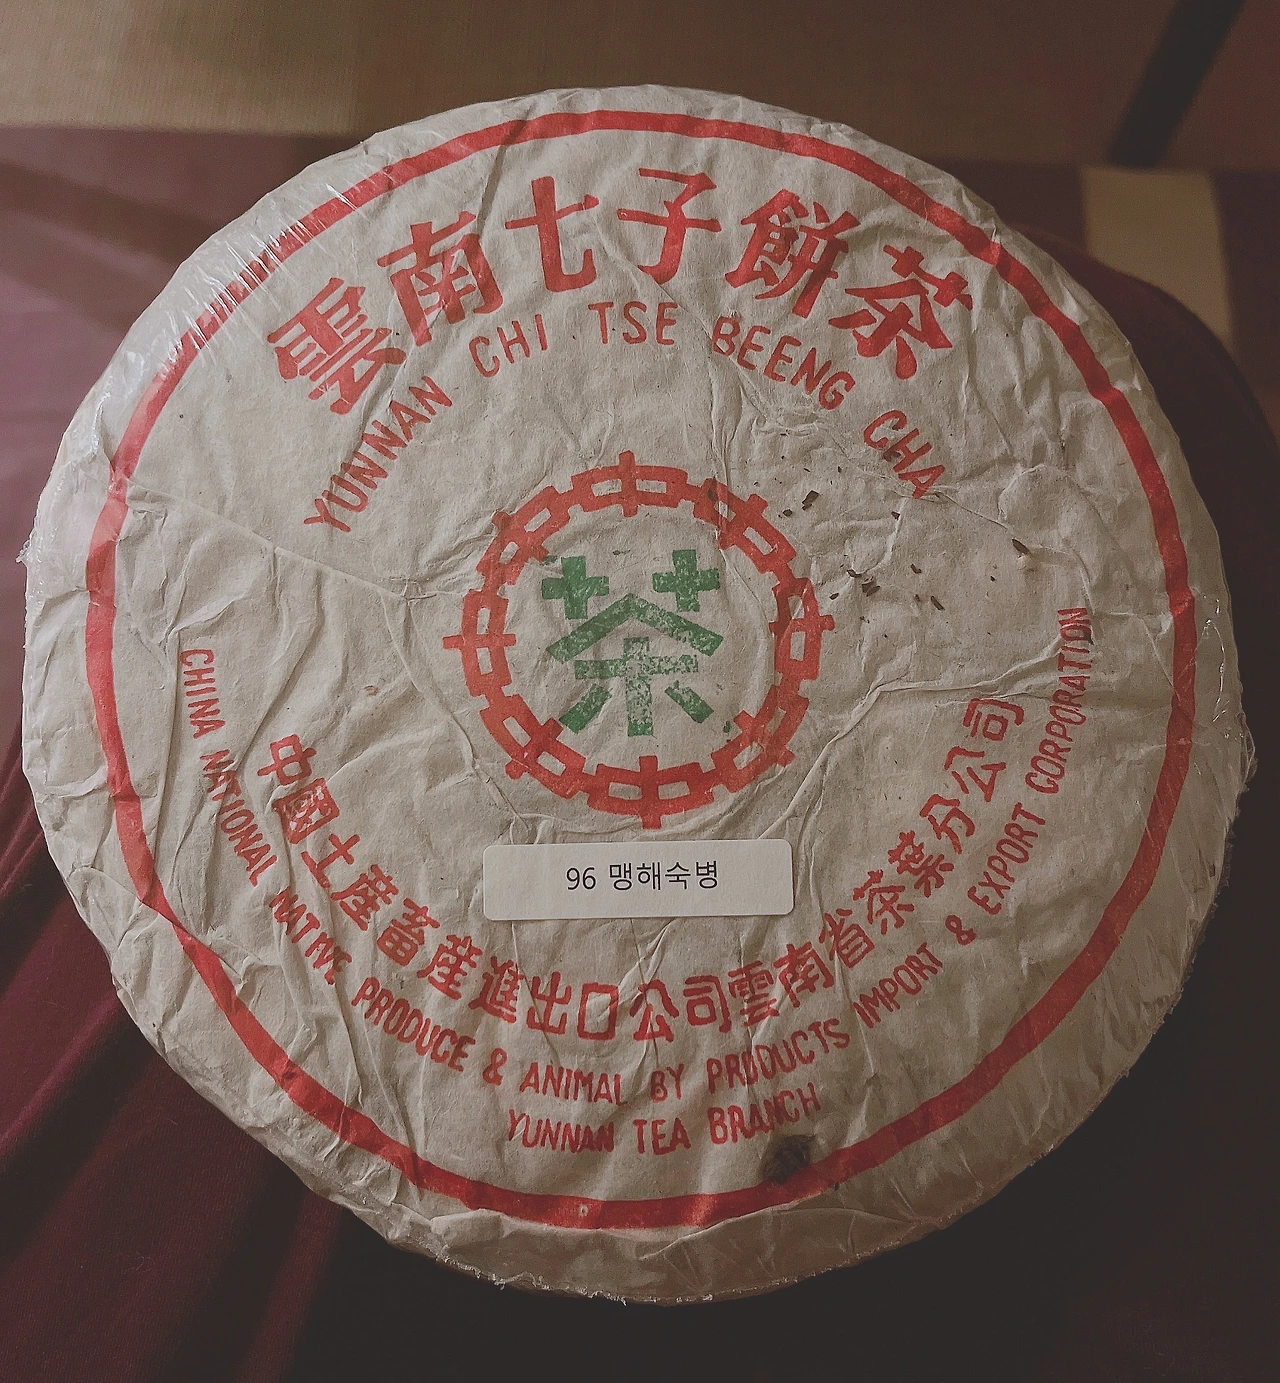 雲南七子餅茶
YUNNAN CHI TSE BEENG CHA
茶
96 맹해숙병
中國土産畜産進出口公司雲南省茶葉分公司
CHINA NATIONAL NATIVE PRODUCE & ANIMAL BY PRODUCTS IMPORT & EXPORT CORPORATION
YUNNAN TEA BRANCH